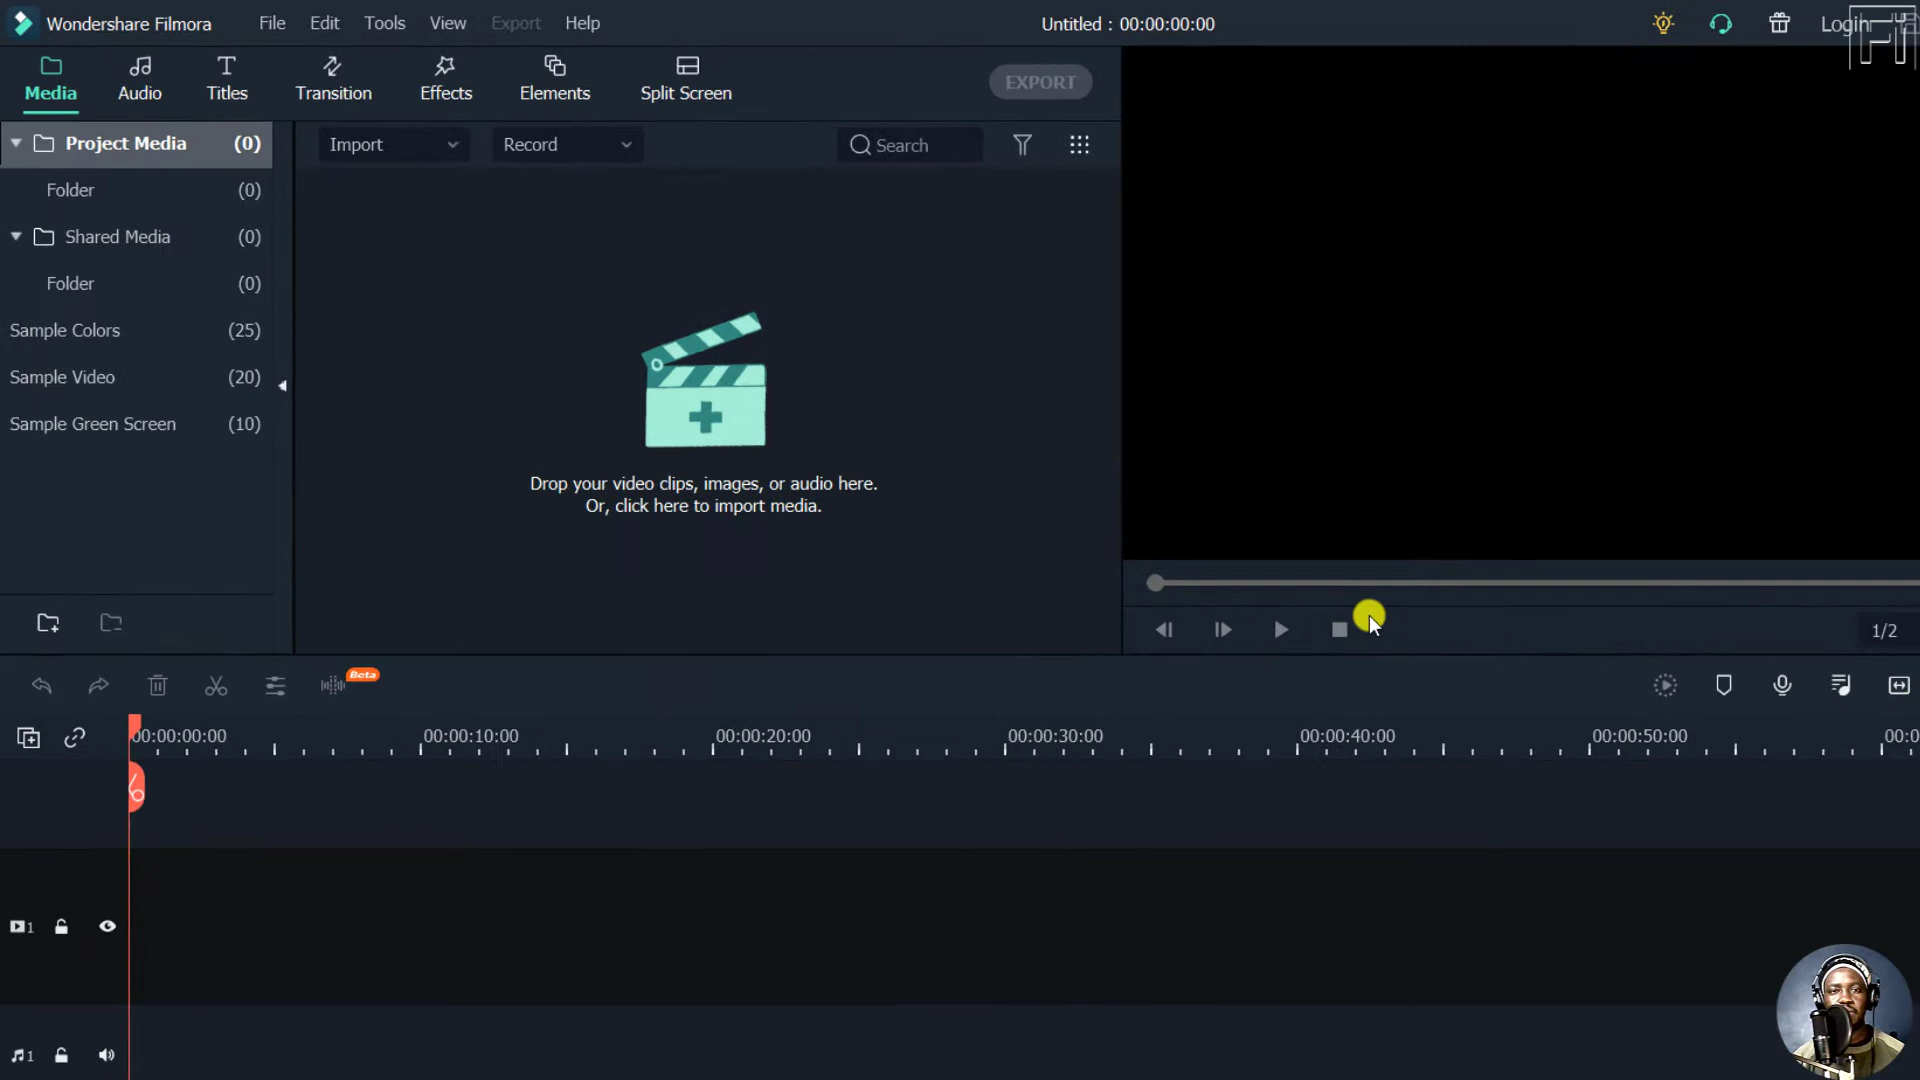 Wondershare Filmora File Edit Tools View Export Help Untitled : 00:00:00:00 Login
Media Audio Titles Transition Effects Elements Split Screen EXPORT
Project Media (0)
Folder (0)
Shared Media (0)
Folder (0)
Sample Colors (25)
Sample Video (20)
Sample Green Screen (10)
Import Record Search
Drop your video clips, images, or audio here.
Or, click here to import media.
1/2
Beta
00:00:00:00 00:00:10:00 00:00:20:00 00:00:30:00 00:00:40:00 00:00:50:00 00:0
1
1